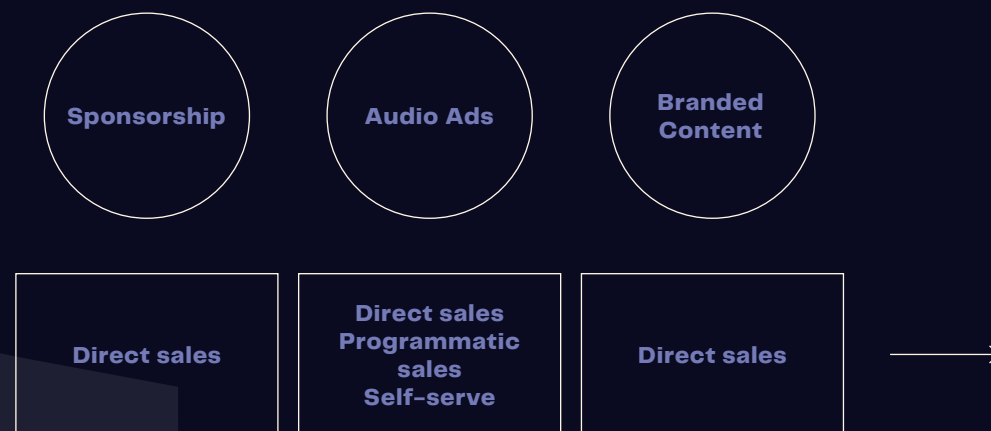 Sponsorship
Audio Ads
Branded
Content
Direct sales
Direct sales
Programmatic
sales
Self-serve
Direct sales